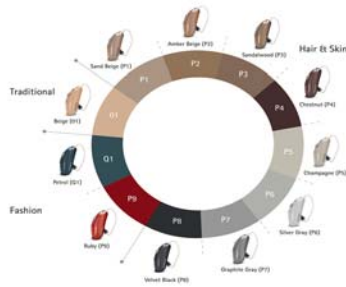 Amber Beige (P2)
Sand Beige (P1)
Sandalwood (P3)
Hair & Skin
P2
P1
P3
Traditional
Chestnut (P4)
01
P4
Beige (01)
Q1
P5
Champagne (P5)
Petrol (Q1)
P9
P6
P8
P7
Silver Gray (P6)
Fashion
Ruby (P9)
Graphite Gray (P7)
Velvet Black (P8)